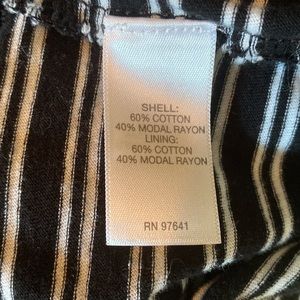 SHELL:
60% COTTON
40% MODAL RAYON
LINING:
60% COTTON
40% MODAL RAYON
RN 97641